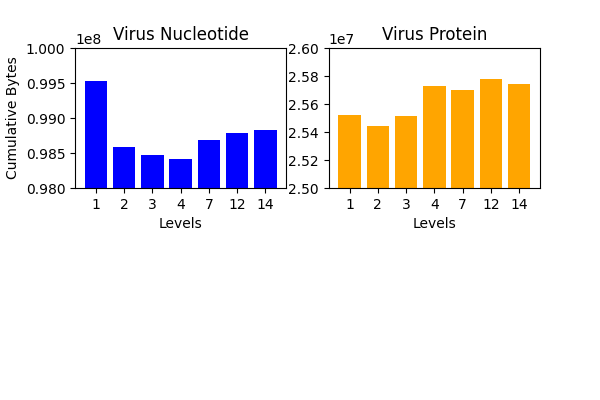 Virus Nucleotide
1e8
Cumulative Bytes
1.000
0.995
0.990
0.985
0.980
1 2 3 4 7 12 14
Levels
Virus Protein
1e7
2.60
2.58
2.56
2.54
2.52
2.50
1 2 3 4 7 12 14
Levels